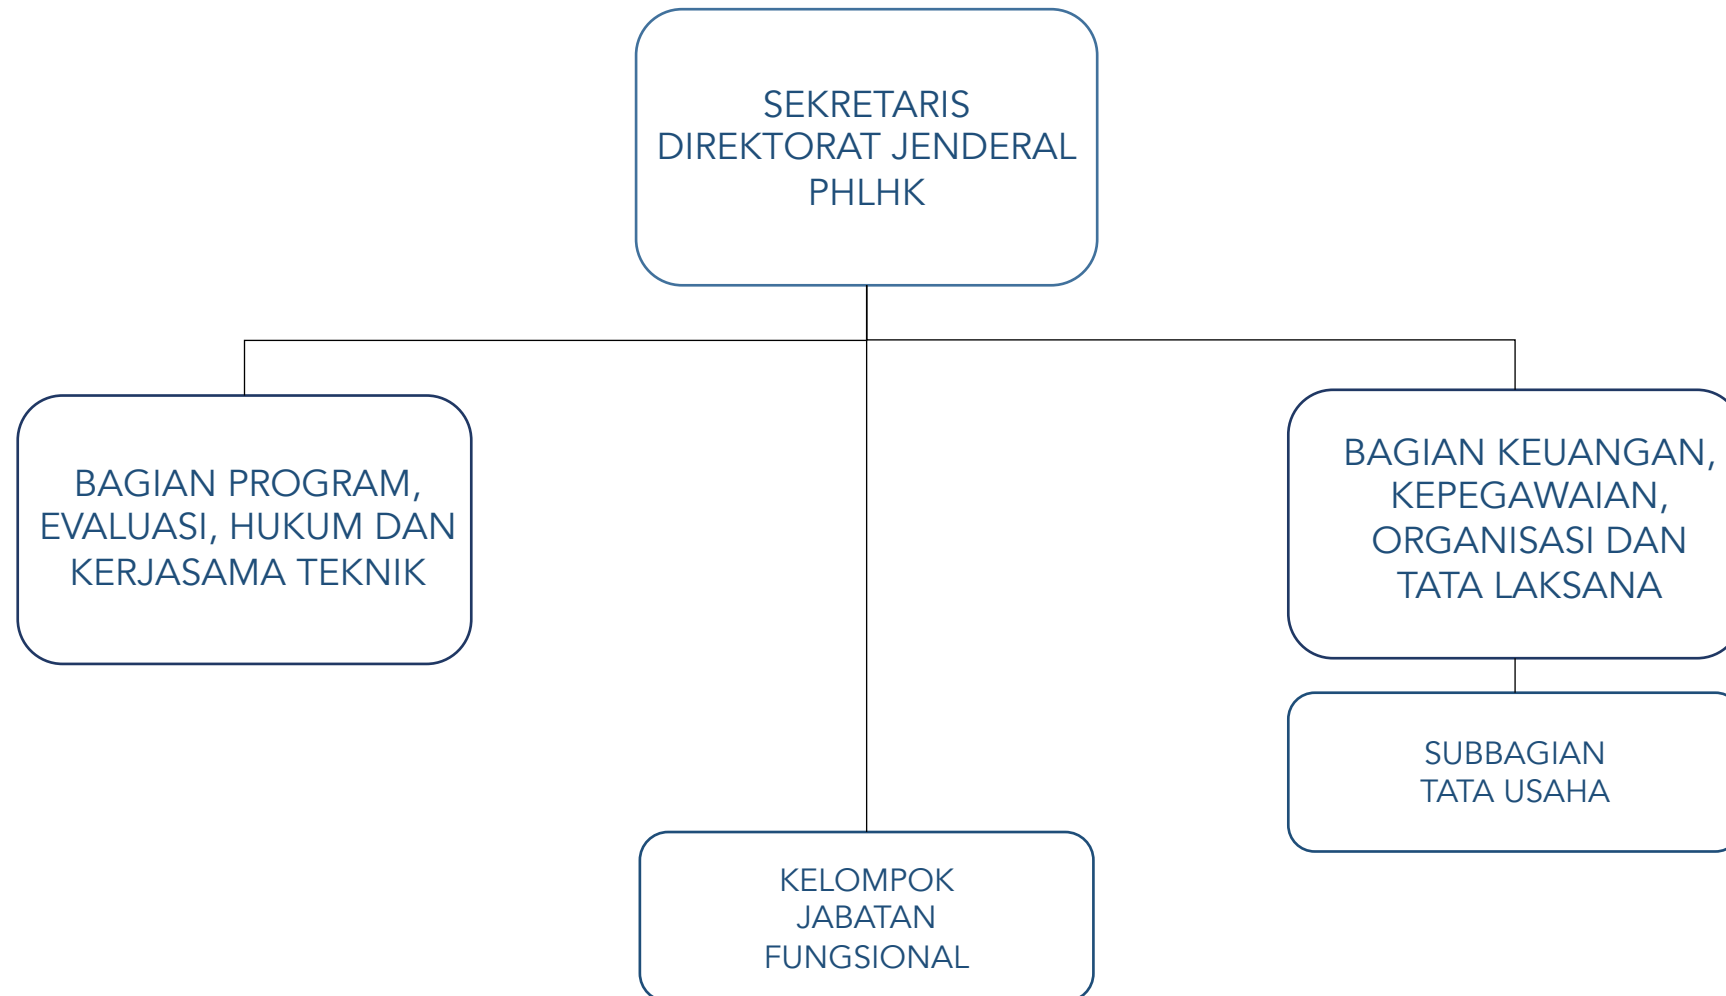 SEKRETARIS
DIREKTORAT JENDERAL
PHLHK
BAGIAN PROGRAM,
EVALUASI, HUKUM DAN
KERJASAMA TEKNIK
BAGIAN KEUANGAN,
KEPEGAWAIAN,
ORGANISASI DAN
TATA LAKSANA
SUBBAGIAN
TATA USAHA
KELOMPOK
JABATAN
FUNGSIONAL